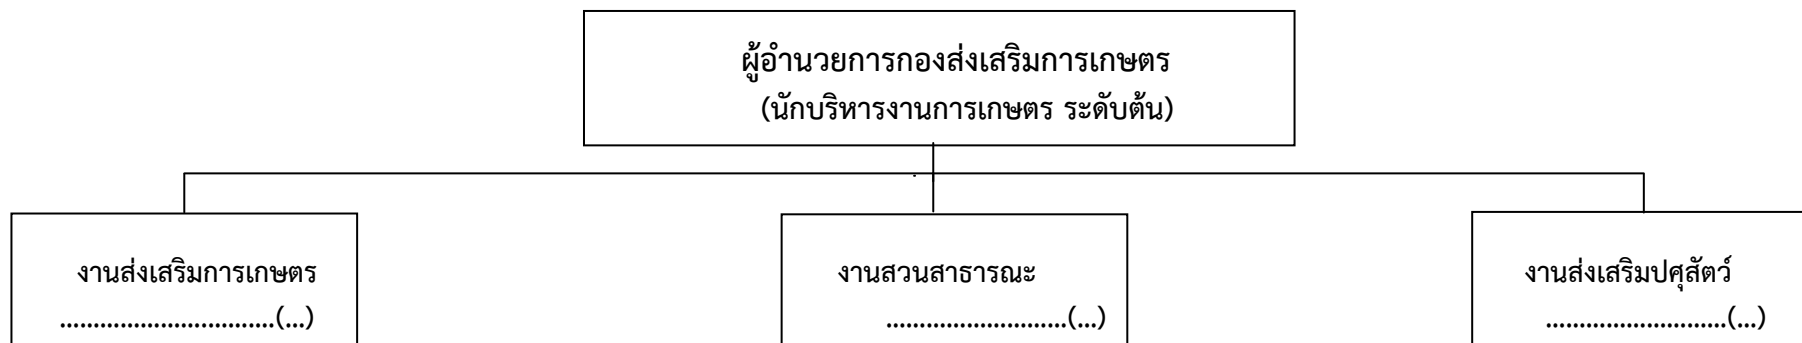 ผู้อำนวยการกองส่งเสริมการเกษตร
(นักบริหารงานการเกษตร ระดับต้น)
งานส่งเสริมการเกษตร
................................(...)
งานสวนสาธารณะ
...........................(...)
งานส่งเสริมปศุสัตว์
...........................(...)